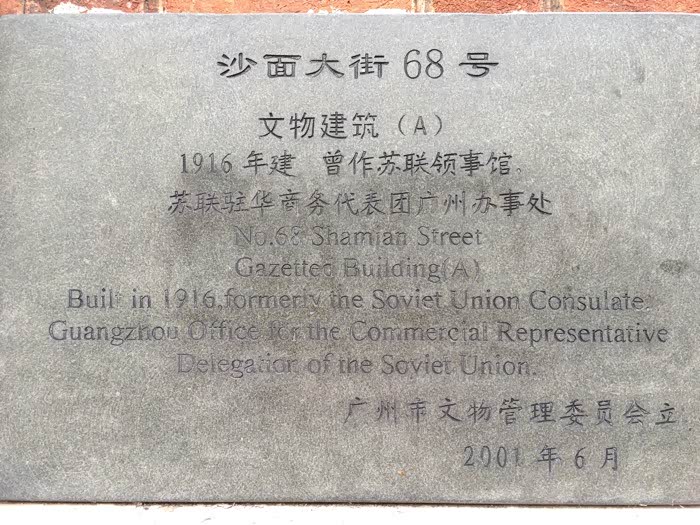 沙面大街 68 号
文物建筑（A）
1916 年建 曾作苏联领事馆,
苏联驻华商务代表团广州办事处
No.68 Shamian Street
Gazetted Building(A)
Built in 1916,formerly the Soviet Union Consulate,
Guangzhou Office for the Commercial Representative
Delegation of the Soviet Union.
广州市文物管理委员会立
2001 年 6 月